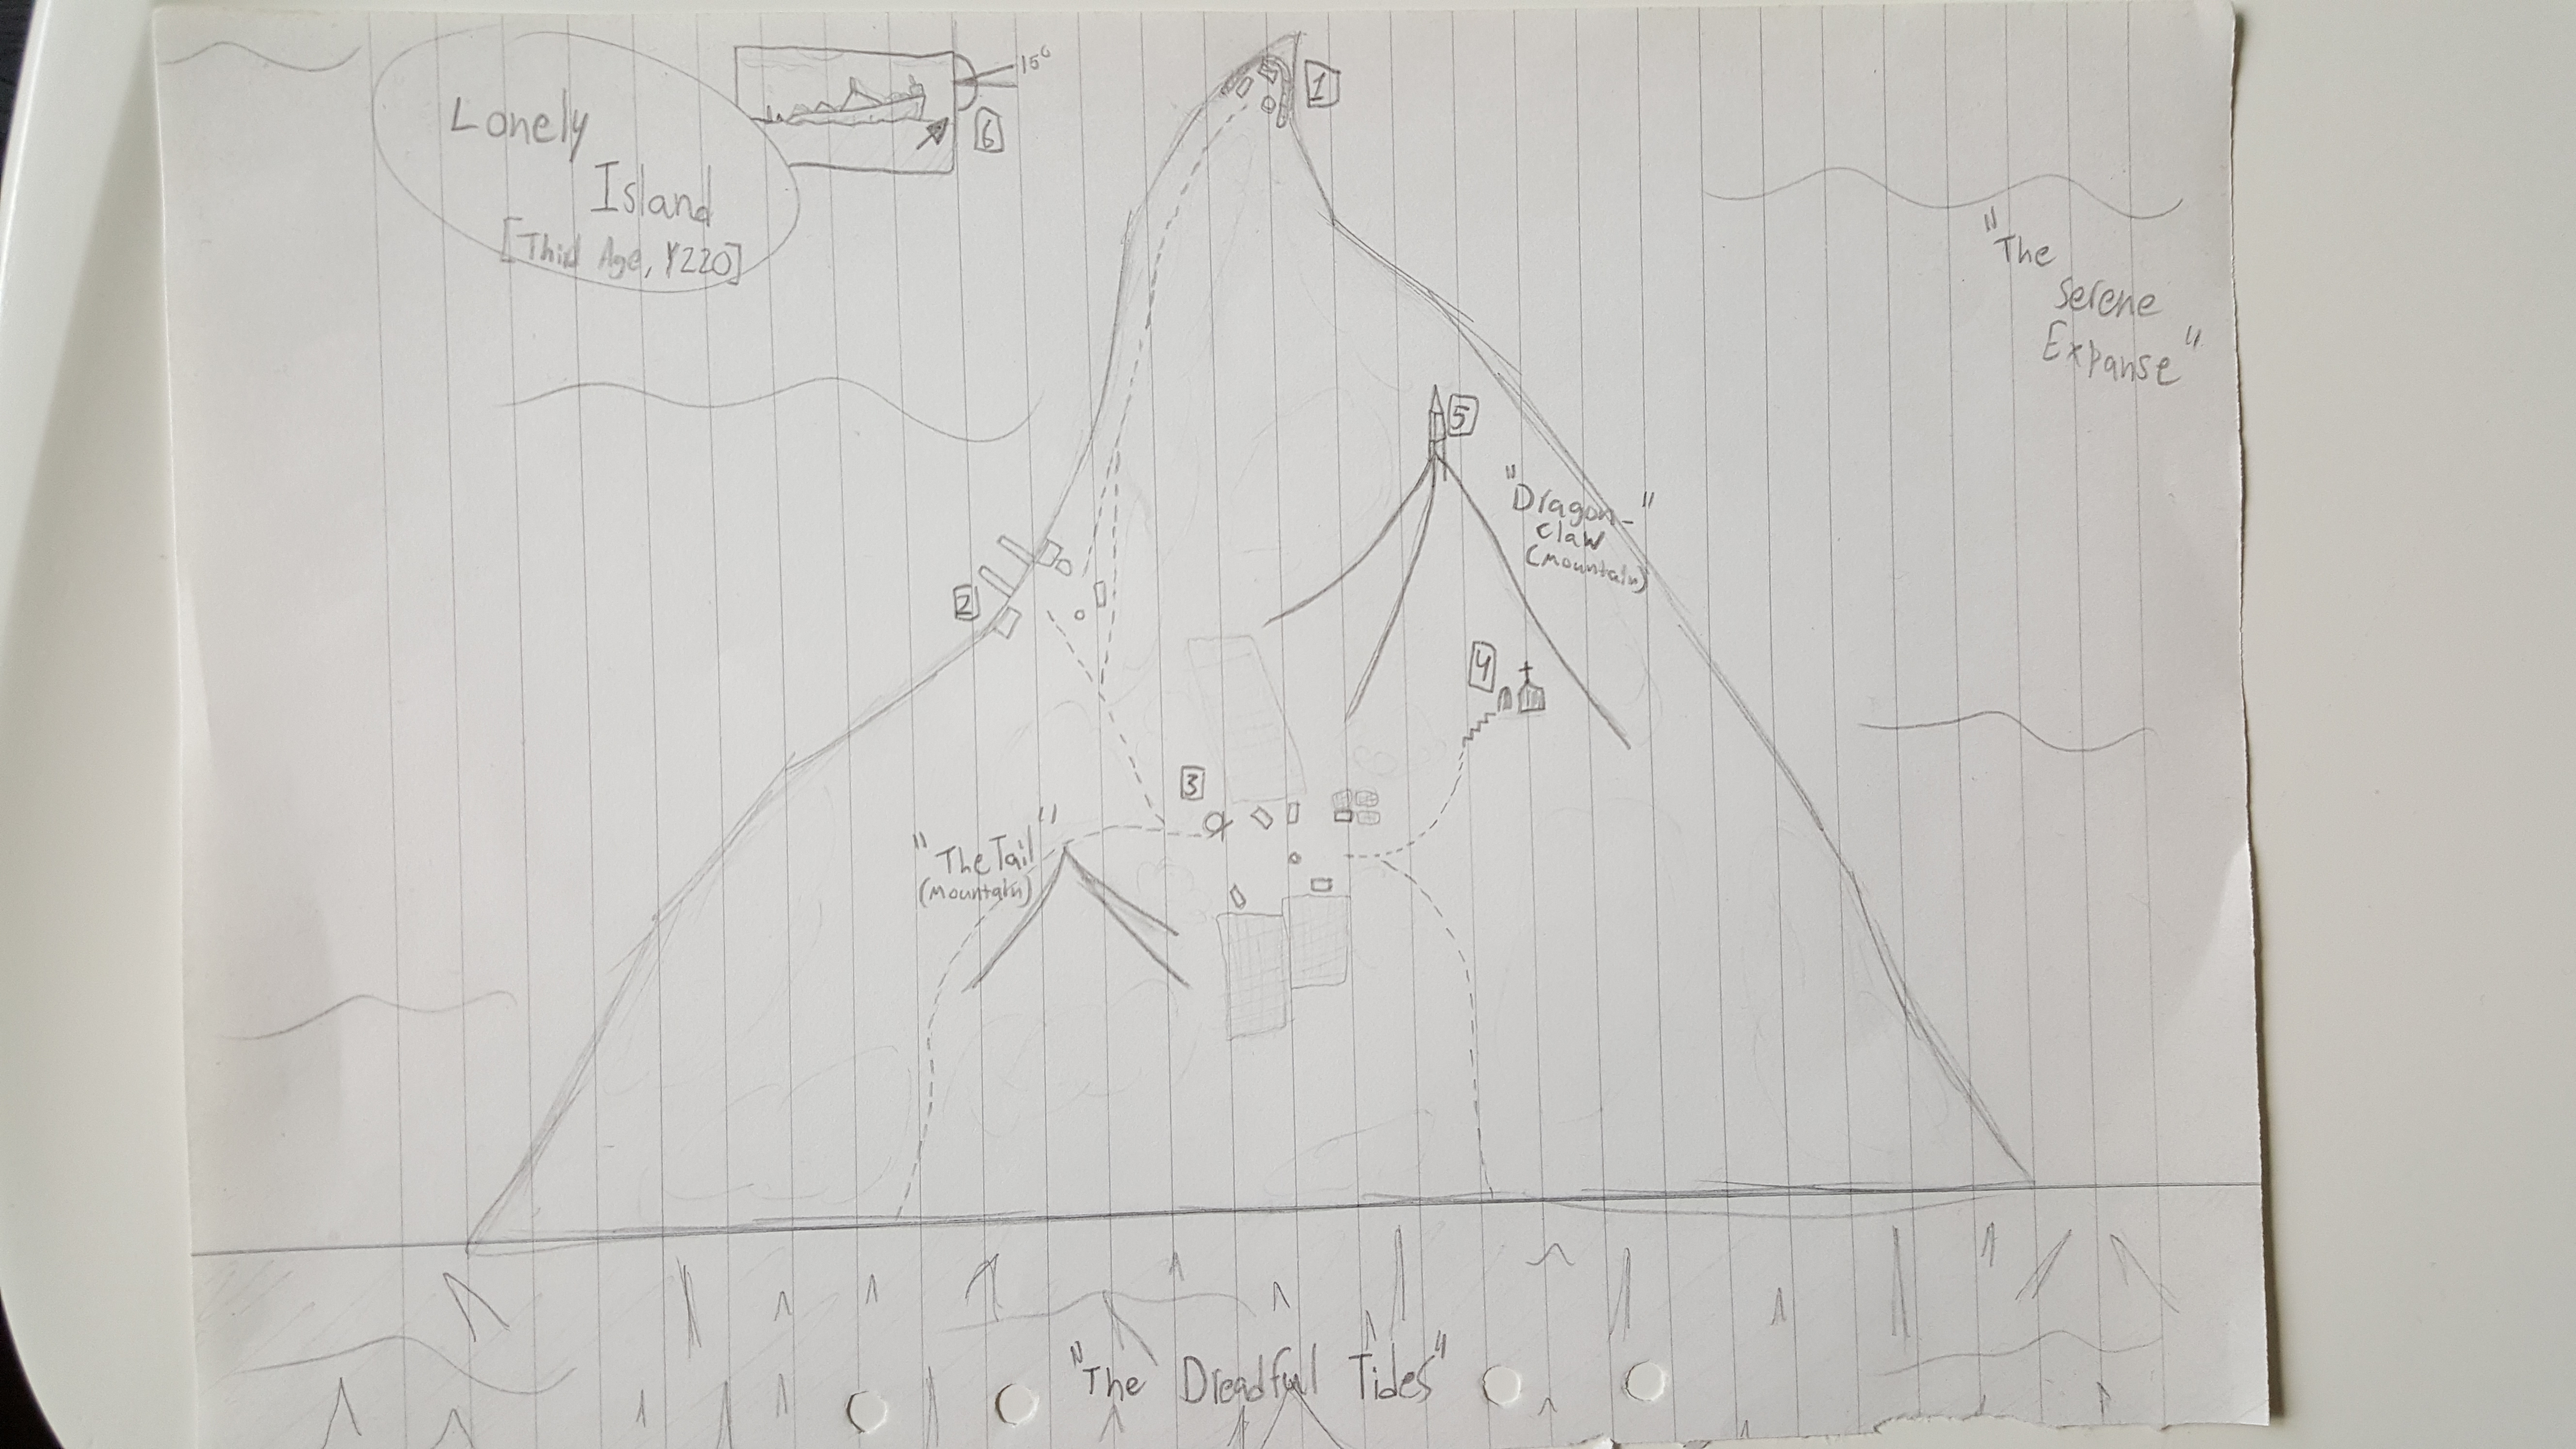 Lonely
Island
[Third Age, Y220]
15°
6
1
"The
Serene
Expanse"
5
"Dragon-"
Claw
(Mountain)
2
4
3
"The Tail"
(Mountain)
"The Dreadful Tides"